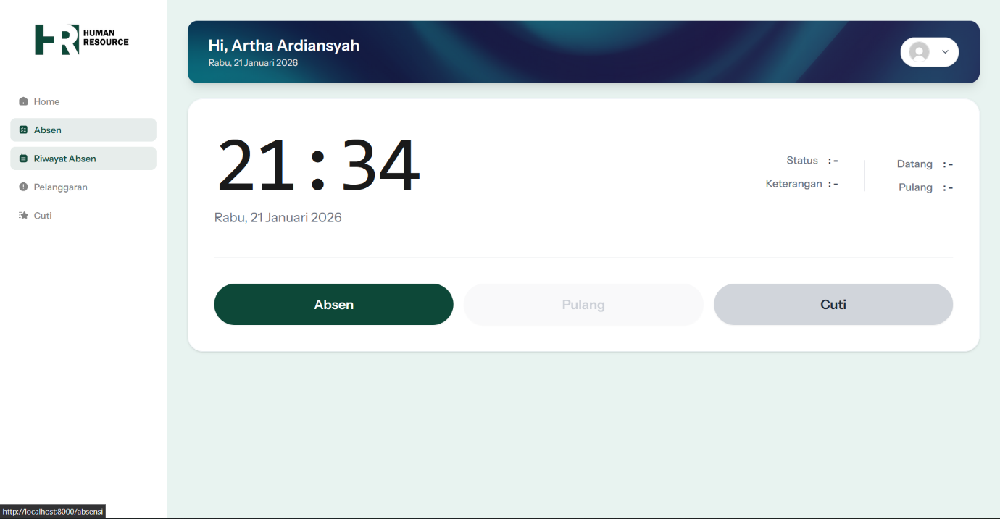 HR HUMAN
RESOURCE
Home
Absen
Riwayat Absen
Pelanggaran
Cuti
Hi, Artha Ardiansyah
Rabu, 21 Januari 2026
21:34
Rabu, 21 Januari 2026
Status :-
Keterangan :-
Datang :-
Pulang :-
Absen
Pulang
Cuti
http://localhost:8000/absensi